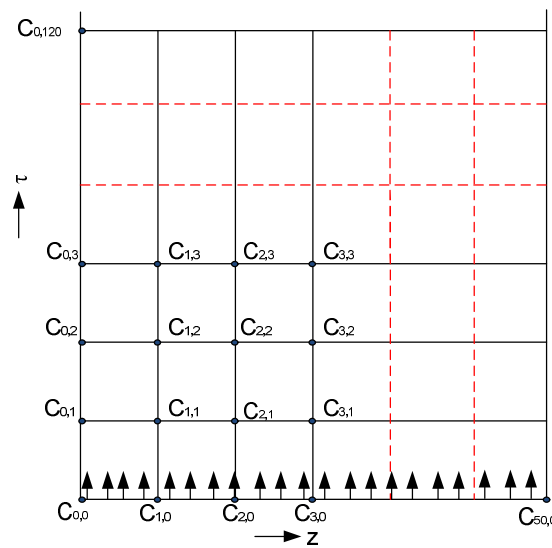 C0,120
τ
C0,3 C1,3 C2,3 C3,3
C0,2 C1,2 C2,2 C3,2
C0,1 C1,1 C2,1 C3,1
C0,0 C1,0 C2,0 C3,0 C50,0
z